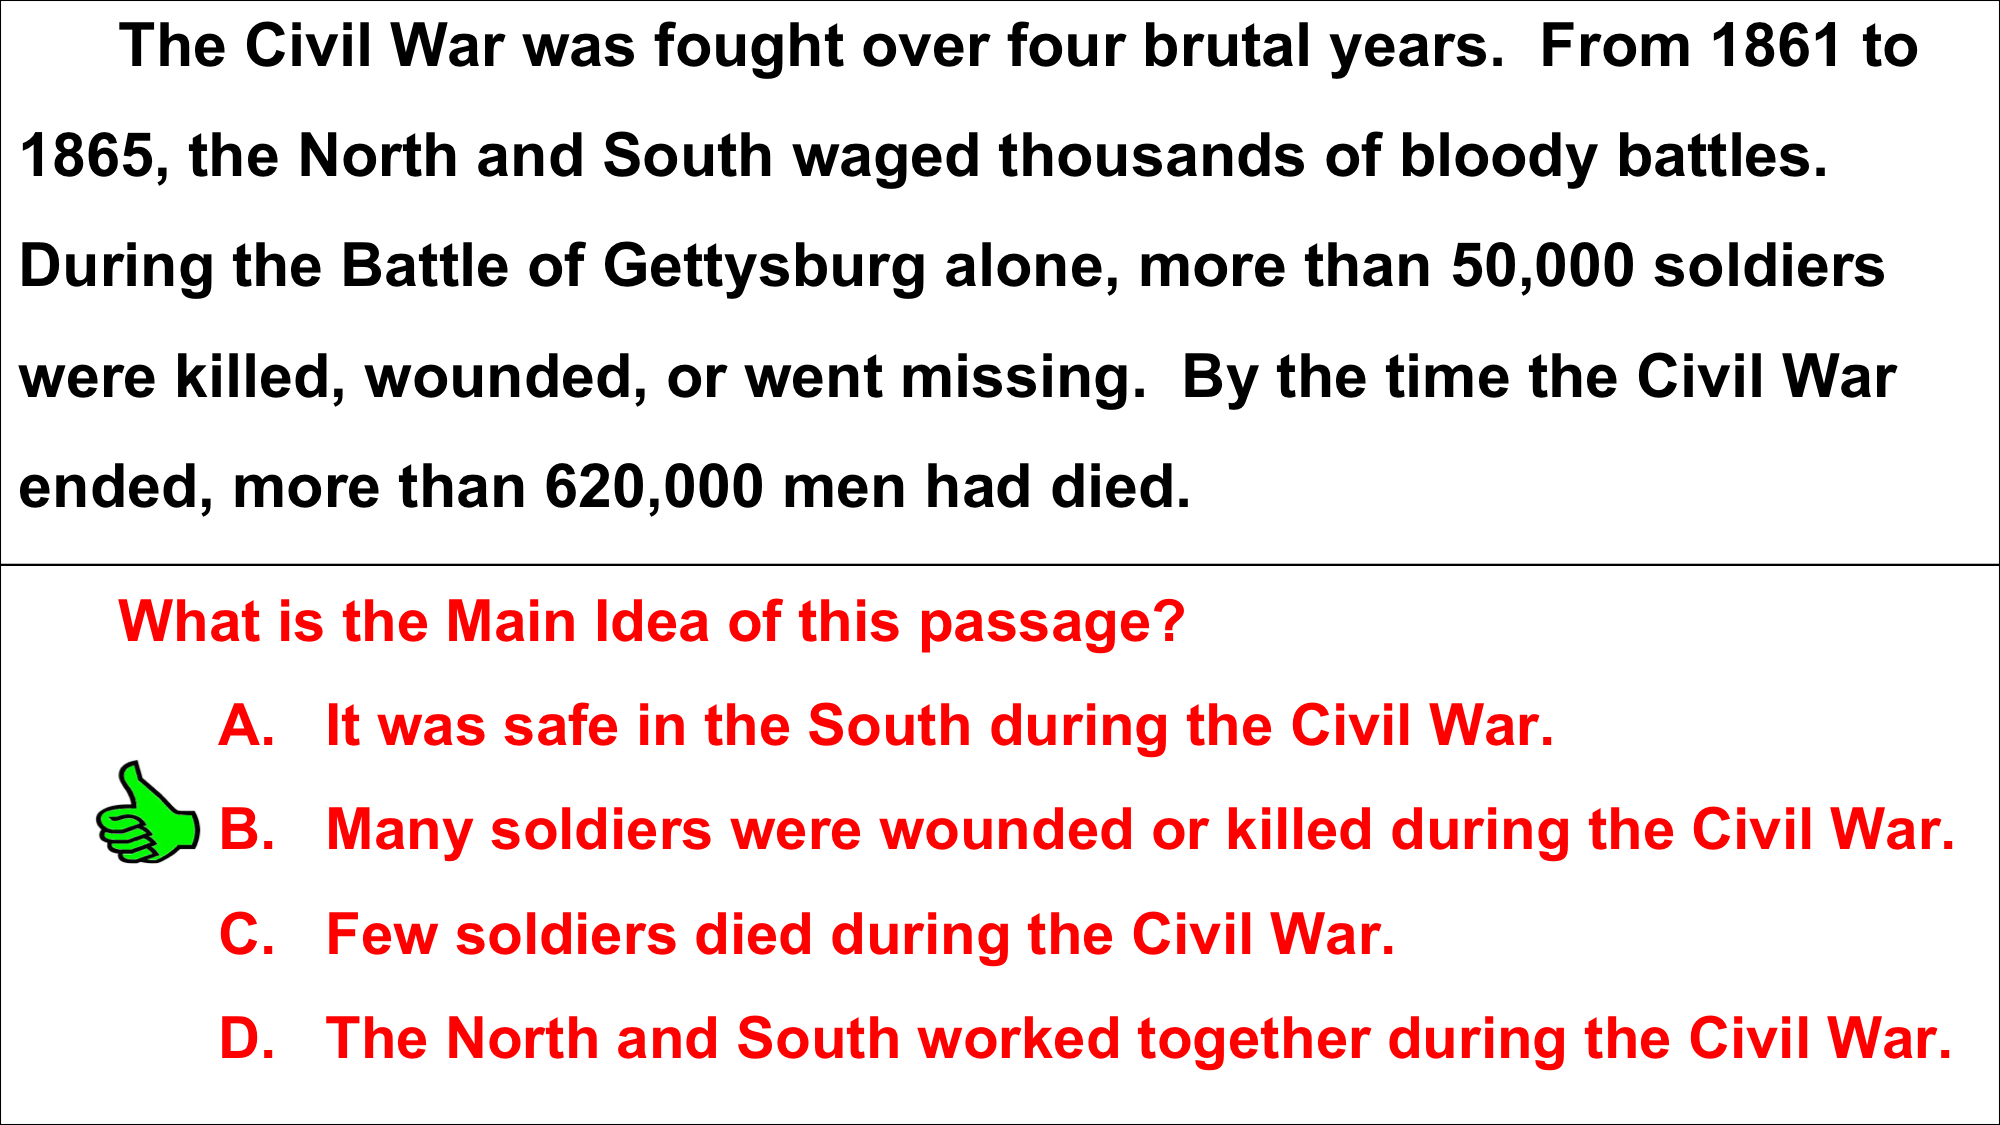 The Civil War was fought over four brutal years.  From 1861 to
1865, the North and South waged thousands of bloody battles.
During the Battle of Gettysburg alone, more than 50,000 soldiers
were killed, wounded, or went missing.  By the time the Civil War
ended, more than 620,000 men had died.
What is the Main Idea of this passage?
A. It was safe in the South during the Civil War.
B. Many soldiers were wounded or killed during the Civil War.
C. Few soldiers died during the Civil War.
D. The North and South worked together during the Civil War.